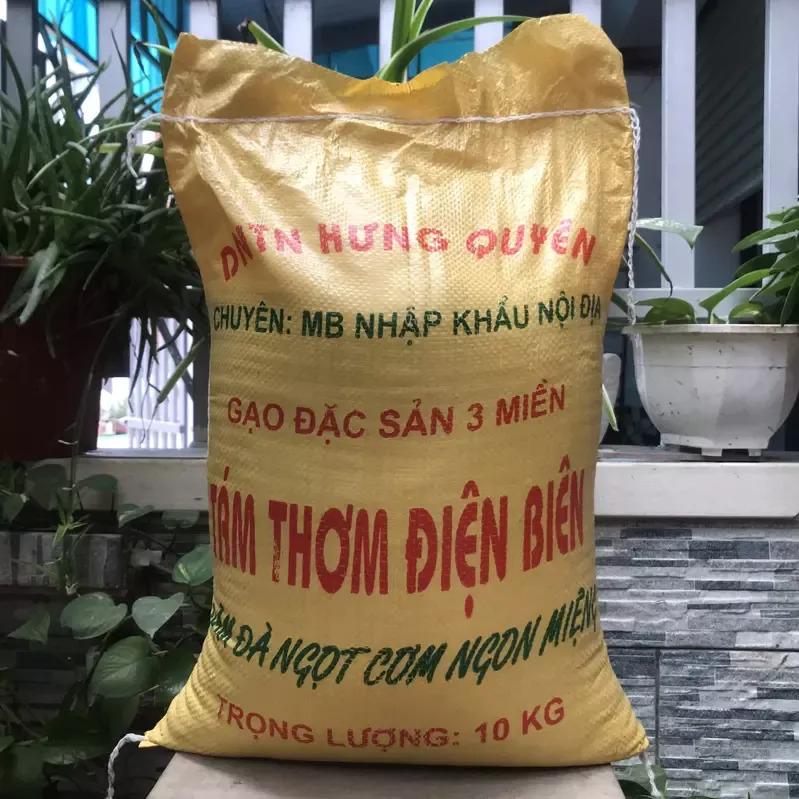 DNTN HƯNG QUYÊN
CHUYÊN: MB NHẬP KHẨU NỘI ĐỊA
GẠO ĐẶC SẢN 3 MIỀN
TÁM THƠM ĐIỆN BIÊN
ĐẬM ĐÀ NGỌT CƠM NGON MIỆNG
TRỌNG LƯỢNG: 10 KG